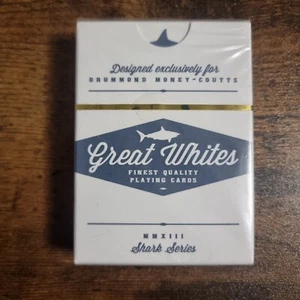 Designed exclusively for
DRUMMOND MONEY-COUTTS
Great Whites
FINEST QUALITY
PLAYING CARDS
MMXIII
Shark Series